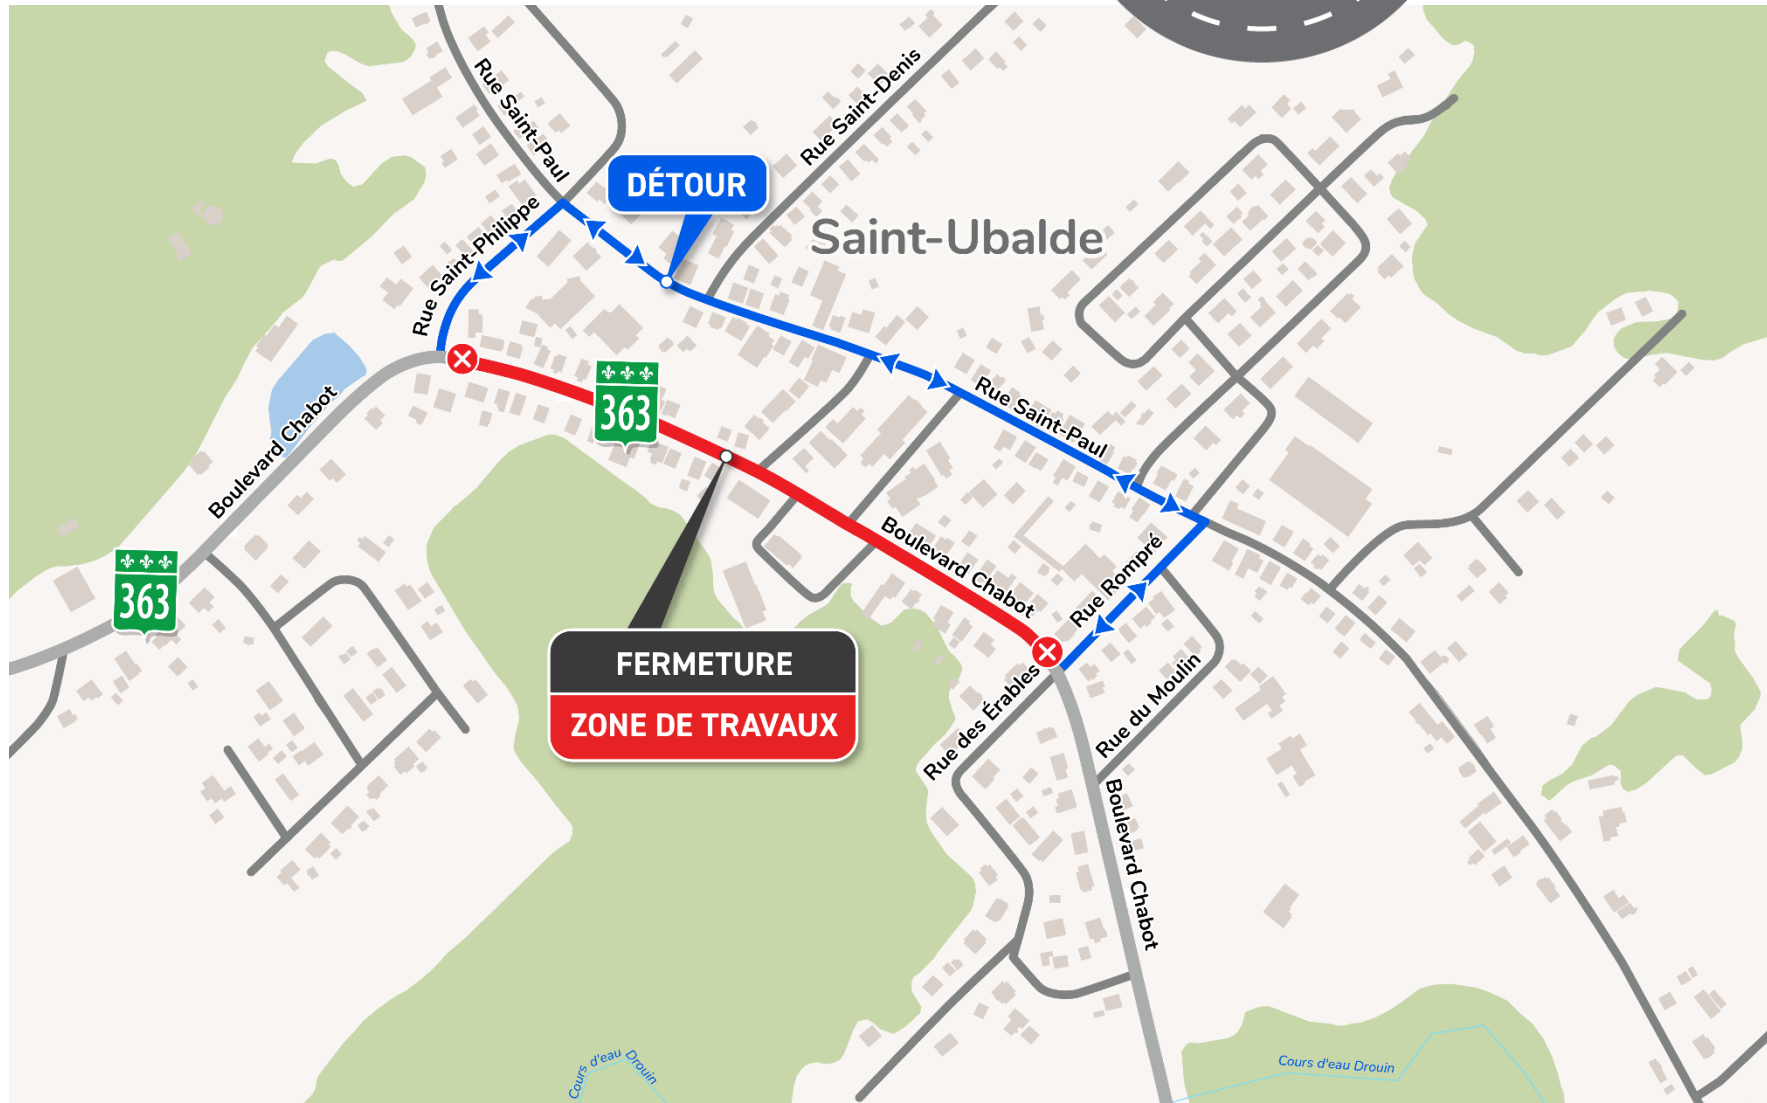 Rue Saint-Paul
Rue Saint-Denis
DÉTOUR
Rue Saint-Philippe
Saint-Ubalde
363
Rue Saint-Paul
Boulevard Chabot
Boulevard Chabot
Rue Rompré
363
FERMETURE
ZONE DE TRAVAUX
Rue des Érables
Rue du Moulin
Boulevard Chabot
Cours d'eau Drouin
Cours d'eau Drouin